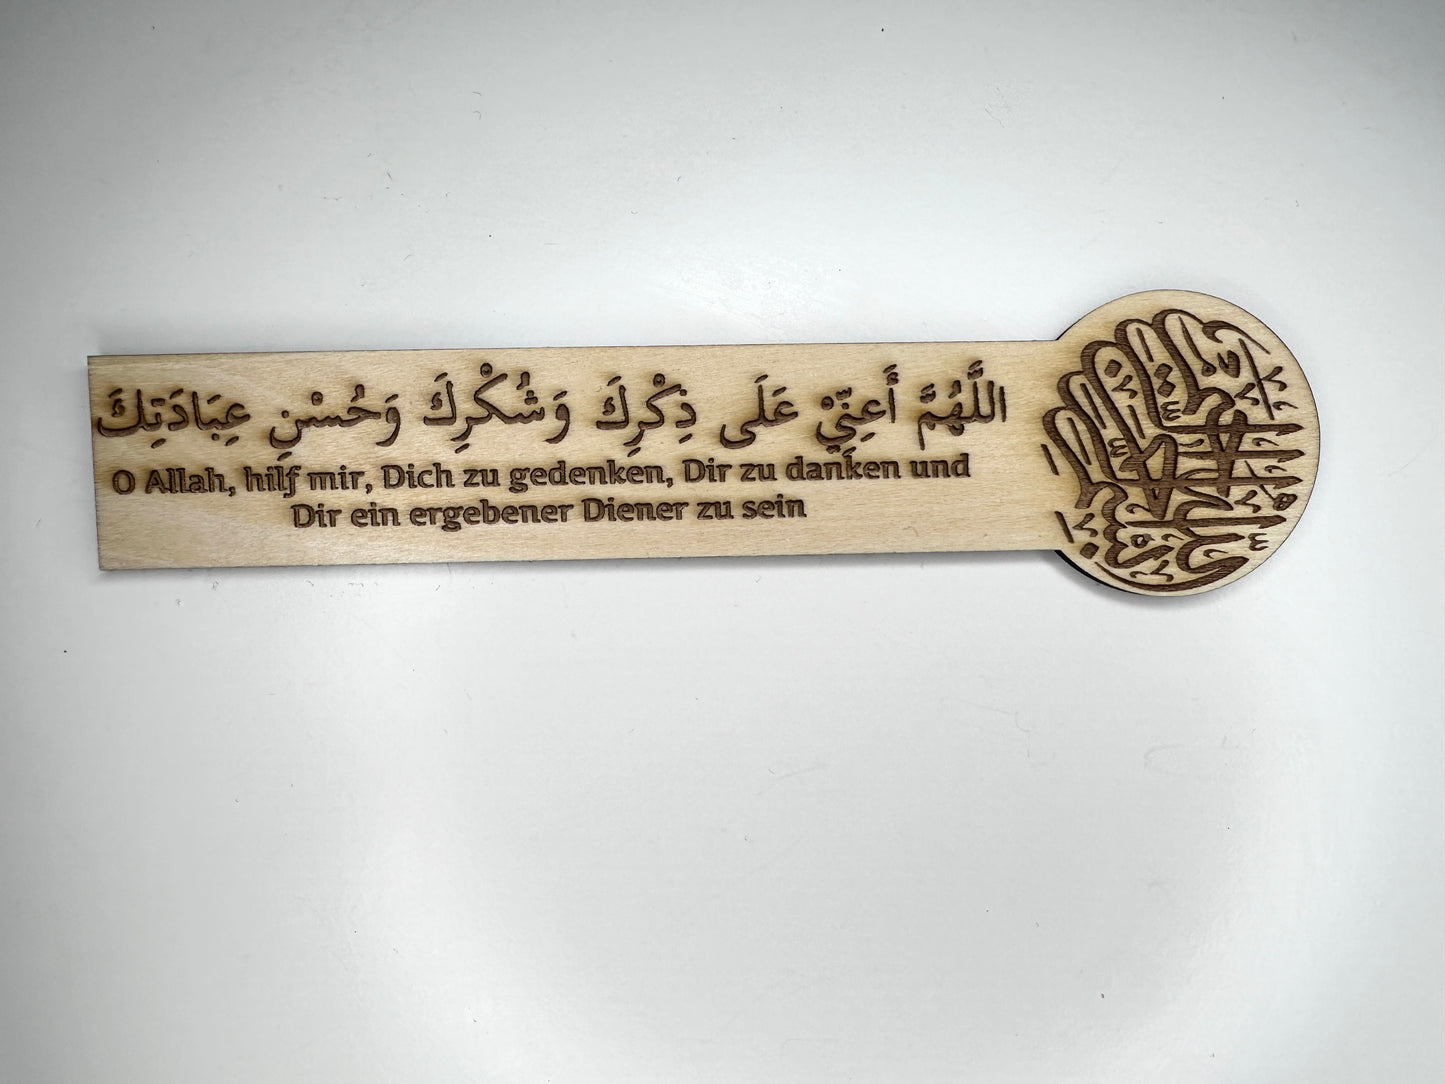 اللَّهُمَّ أَعِنِّيْ عَلَى ذِكْرِكَ وَشُكْرِكَ وَحُسْنِ عِبَادَتِكَ
O Allah, hilf mir, Dich zu gedenken, Dir zu danken und
Dir ein ergebener Diener zu sein